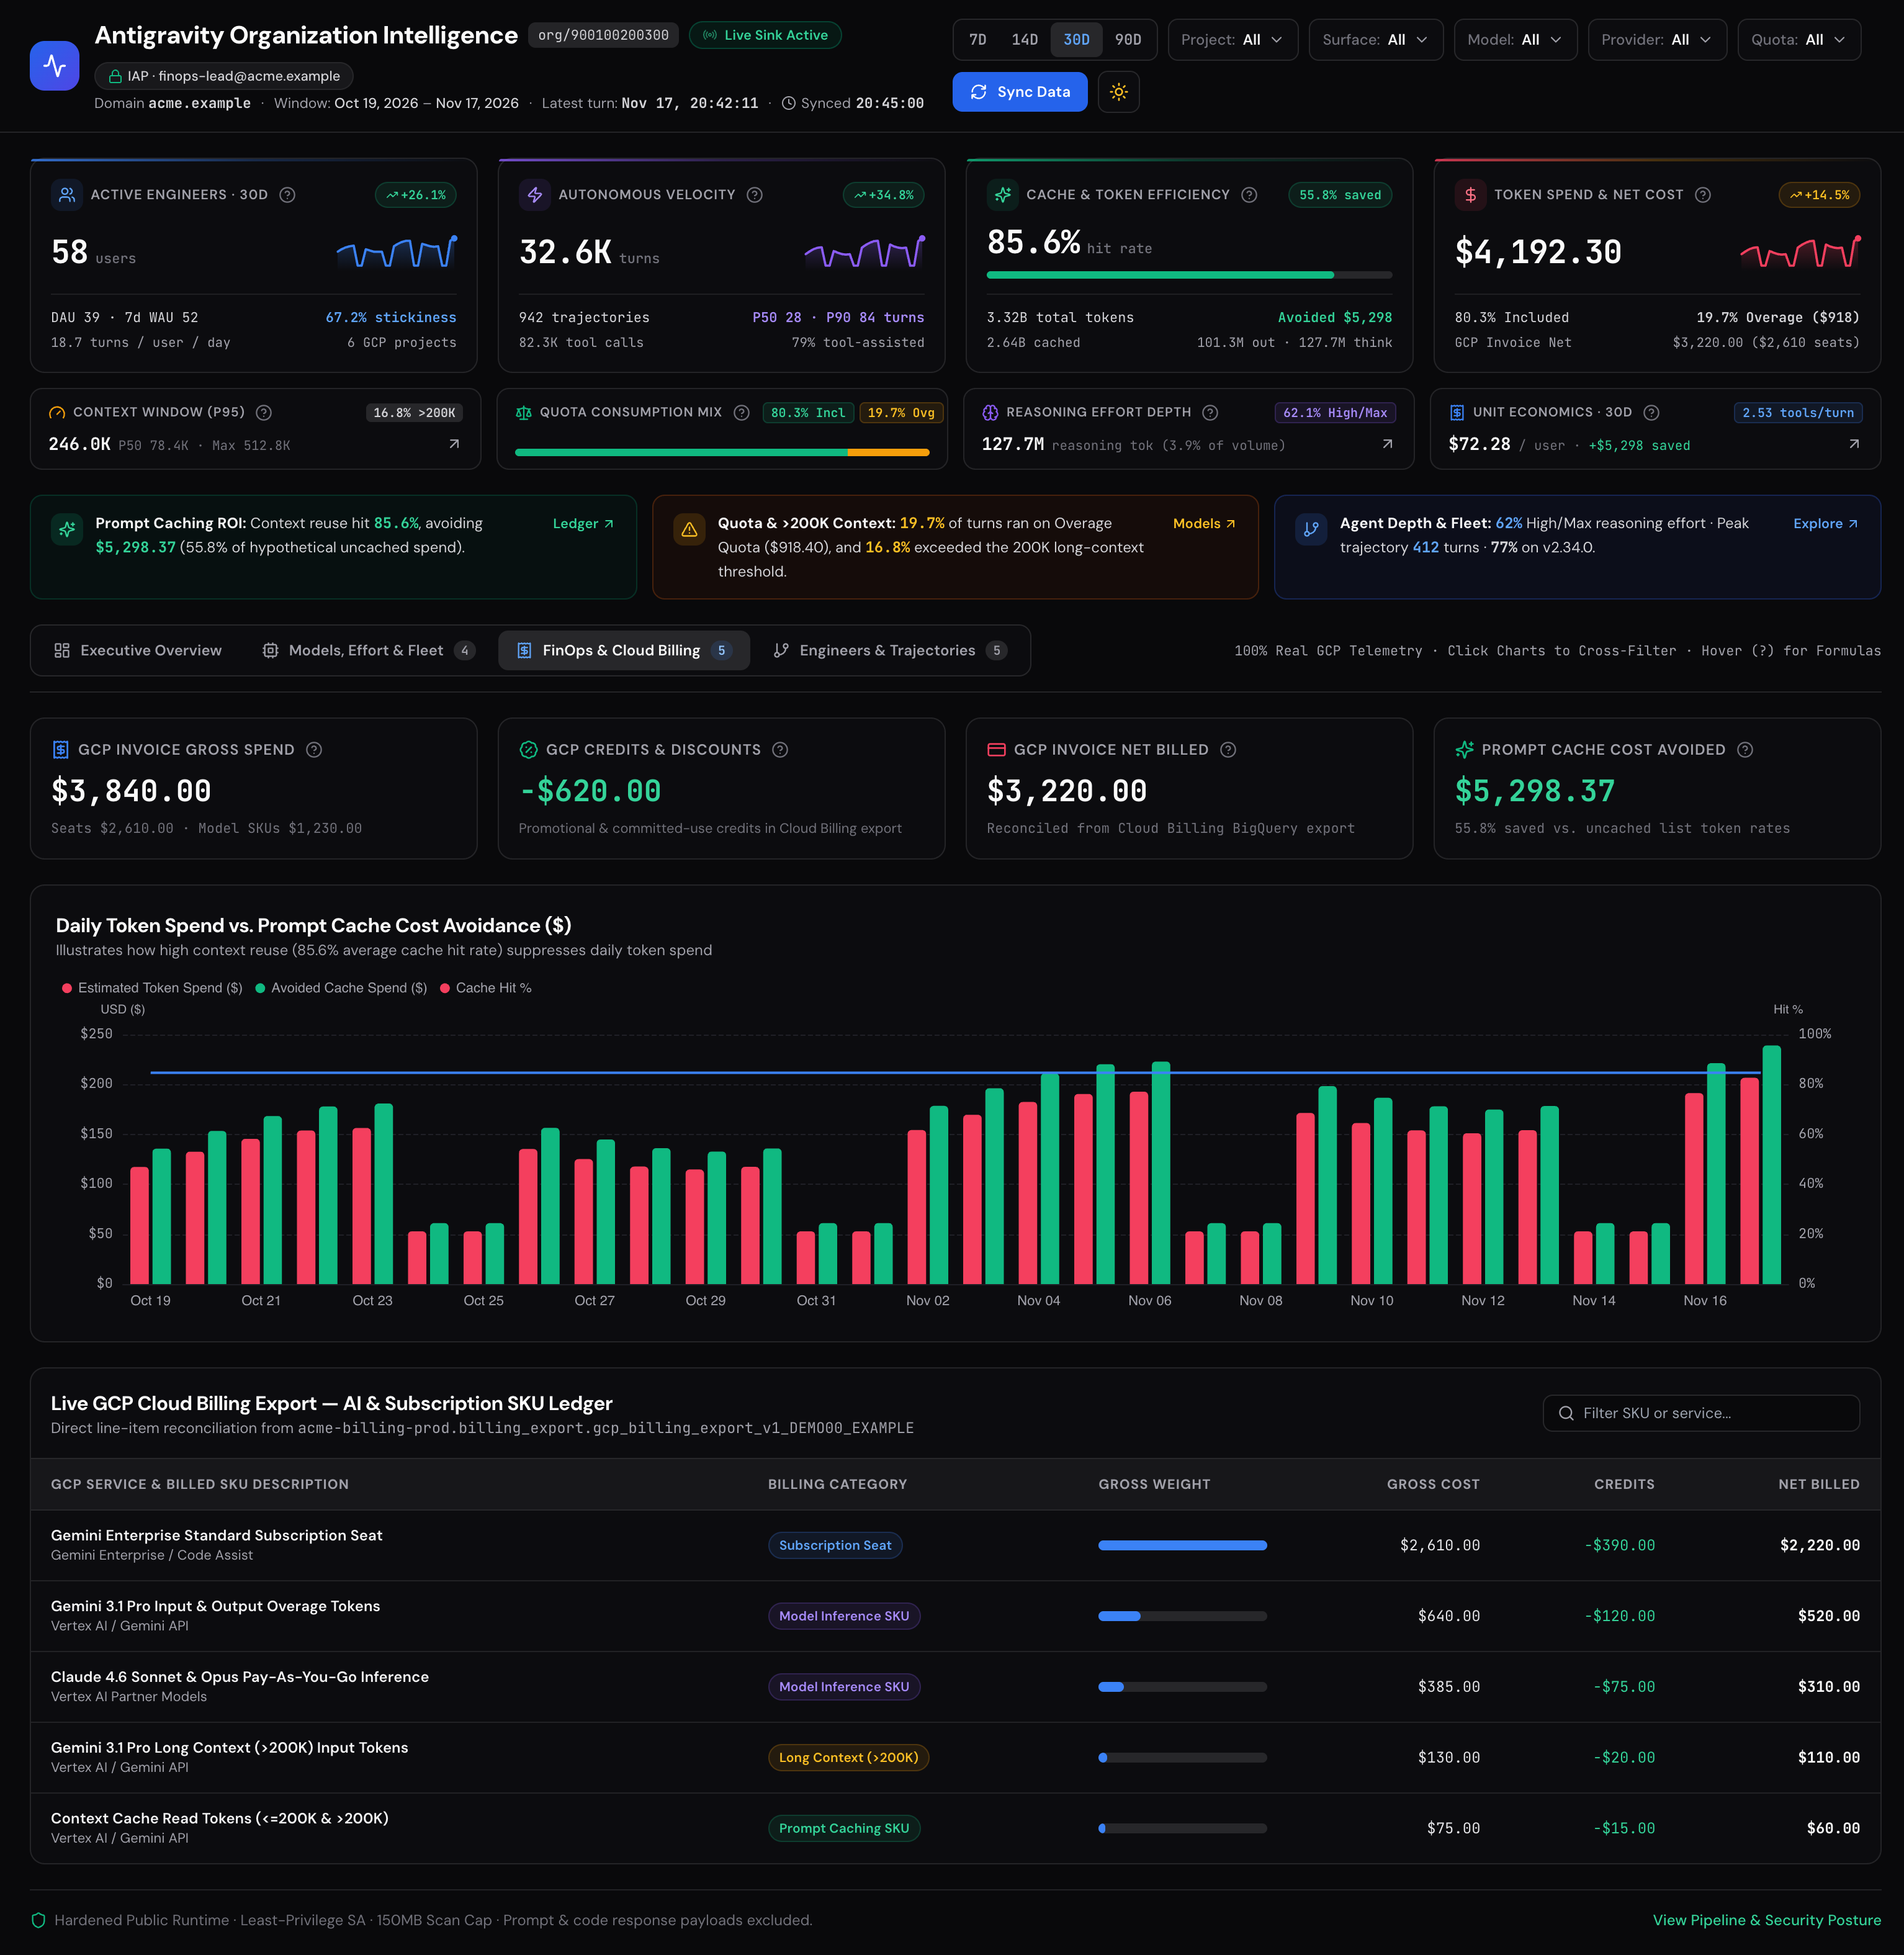 Antigravity Organization Intelligence org/900100200300 Live Sink Active
IAP · finops-lead@acme.example
Domain acme.example · Window: Oct 19, 2026 – Nov 17, 2026 · Latest turn: Nov 17, 20:42:11 · Synced 20:45:00
7D 14D 30D 90D Project: All Surface: All Model: All Provider: All Quota: All
Sync Data
ACTIVE ENGINEERS · 30D +26.1%
58 users
DAU 39 · 7d WAU 52 67.2% stickiness
18.7 turns / user / day 6 GCP projects
AUTONOMOUS VELOCITY +34.8%
32.6K turns
942 trajectories P50 28 · P90 84 turns
82.3K tool calls 79% tool-assisted
CACHE & TOKEN EFFICIENCY 55.8% saved
85.6% hit rate
3.32B total tokens Avoided $5,298
2.64B cached 101.3M out · 127.7M think
TOKEN SPEND & NET COST +14.5%
$4,192.30
80.3% Included 19.7% Overage ($918)
GCP Invoice Net $3,220.00 ($2,610 seats)
CONTEXT WINDOW (P95) 16.8% >200K
246.0K P50 78.4K · Max 512.8K
QUOTA CONSUMPTION MIX 80.3% Incl 19.7% Ovg
REASONING EFFORT DEPTH 62.1% High/Max
127.7M reasoning tok (3.9% of volume)
UNIT ECONOMICS · 30D 2.53 tools/turn
$72.28 / user · +$5,298 saved
Prompt Caching ROI: Context reuse hit 85.6%, avoiding
$5,298.37 (55.8% of hypothetical uncached spend).
Ledger
Quota & >200K Context: 19.7% of turns ran on Overage
Quota ($918.40), and 16.8% exceeded the 200K long-context
threshold.
Models
Agent Depth & Fleet: 62% High/Max reasoning effort · Peak
trajectory 412 turns · 77% on v2.34.0.
Explore
Executive Overview Models, Effort & Fleet 4 FinOps & Cloud Billing 5 Engineers & Trajectories 5
100% Real GCP Telemetry · Click Charts to Cross-Filter · Hover (?) for Formulas
GCP INVOICE GROSS SPEND
$3,840.00
Seats $2,610.00 · Model SKUs $1,230.00
GCP CREDITS & DISCOUNTS
-$620.00
Promotional & committed-use credits in Cloud Billing export
GCP INVOICE NET BILLED
$3,220.00
Reconciled from Cloud Billing BigQuery export
PROMPT CACHE COST AVOIDED
$5,298.37
55.8% saved vs. uncached list token rates
Daily Token Spend vs. Prompt Cache Cost Avoidance ($)
Illustrates how high context reuse (85.6% average cache hit rate) suppresses daily token spend
Estimated Token Spend ($) Avoided Cache Spend ($) Cache Hit %
USD ($) Hit %
$250 100%
$200 80%
$150 60%
$100 40%
$50 20%
$0 0%
Oct 19 Oct 21 Oct 23 Oct 25 Oct 27 Oct 29 Oct 31 Nov 02 Nov 04 Nov 06 Nov 08 Nov 10 Nov 12 Nov 14 Nov 16
Live GCP Cloud Billing Export — AI & Subscription SKU Ledger
Direct line-item reconciliation from acme-billing-prod.billing_export.gcp_billing_export_v1_DEMO00_EXAMPLE
Filter SKU or service...
GCP SERVICE & BILLED SKU DESCRIPTION BILLING CATEGORY GROSS WEIGHT GROSS COST CREDITS NET BILLED
Gemini Enterprise Standard Subscription Seat
Gemini Enterprise / Code Assist
Subscription Seat $2,610.00 -$390.00 $2,220.00
Gemini 3.1 Pro Input & Output Overage Tokens
Vertex AI / Gemini API
Model Inference SKU $640.00 -$120.00 $520.00
Claude 4.6 Sonnet & Opus Pay-As-You-Go Inference
Vertex AI Partner Models
Model Inference SKU $385.00 -$75.00 $310.00
Gemini 3.1 Pro Long Context (>200K) Input Tokens
Vertex AI / Gemini API
Long Context (>200K) $130.00 -$20.00 $110.00
Context Cache Read Tokens (<=200K & >200K)
Vertex AI / Gemini API
Prompt Caching SKU $75.00 -$15.00 $60.00
Hardened Public Runtime · Least-Privilege SA · 150MB Scan Cap · Prompt & code response payloads excluded.
View Pipeline & Security Posture